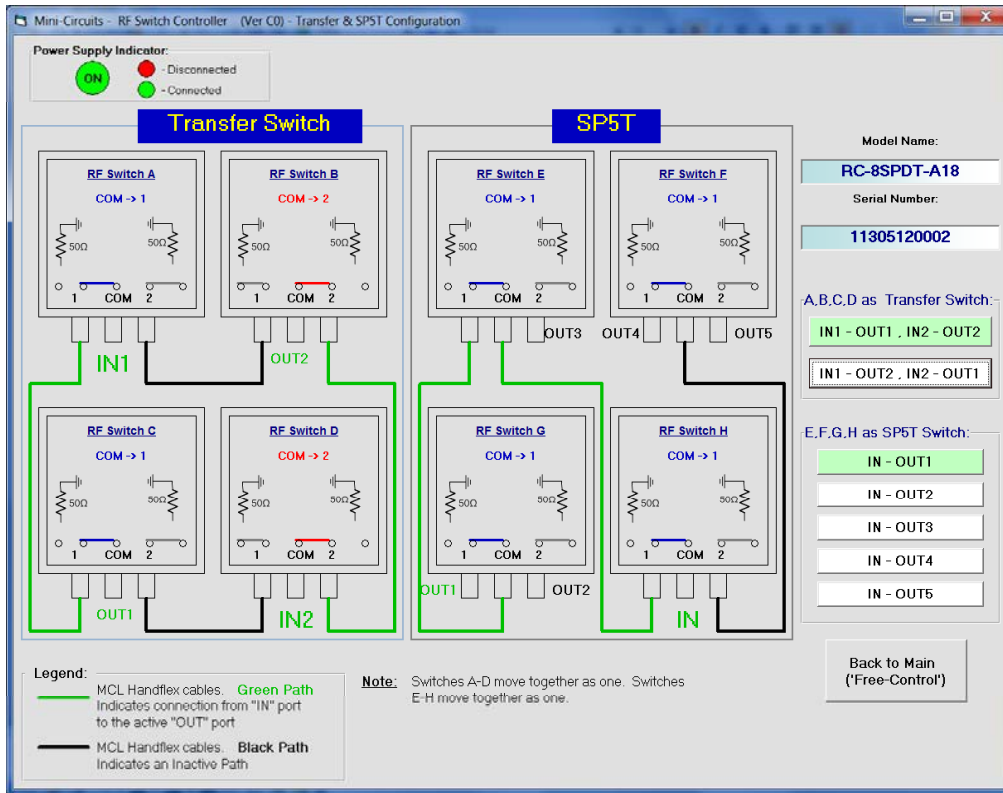 Mini-Circuits - RF Switch Controller (Ver C0) - Transfer & SP5T Configuration
Power Supply Indicator:
ON
- Disconnected
- Connected
Transfer Switch
RF Switch A
COM -> 1
50Ω
50Ω
1 COM 2
IN1
RF Switch B
COM -> 2
50Ω
50Ω
1 COM 2
OUT2
RF Switch C
COM -> 1
50Ω
50Ω
1 COM 2
OUT1
RF Switch D
COM -> 2
50Ω
50Ω
1 COM 2
IN2
SP5T
RF Switch E
COM -> 1
50Ω
50Ω
1 COM 2
OUT3
RF Switch F
COM -> 1
50Ω
50Ω
1 COM 2
OUT4
OUT5
RF Switch G
COM -> 1
50Ω
50Ω
1 COM 2
OUT1
OUT2
RF Switch H
COM -> 1
50Ω
50Ω
1 COM 2
IN
Model Name:
RC-8SPDT-A18
Serial Number:
11305120002
A,B,C,D as Transfer Switch:
IN1 - OUT1 , IN2 - OUT2
IN1 - OUT2 , IN2 - OUT1
E,F,G,H as SP5T Switch:
IN - OUT1
IN - OUT2
IN - OUT3
IN - OUT4
IN - OUT5
Back to Main
('Free-Control')
Legend:
MCL Handflex cables. Green Path
Indicates connection from "IN" port
to the active "OUT" port
MCL Handflex cables. Black Path
Indicates an Inactive Path
Note: Switches A-D move together as one. Switches
E-H move together as one.